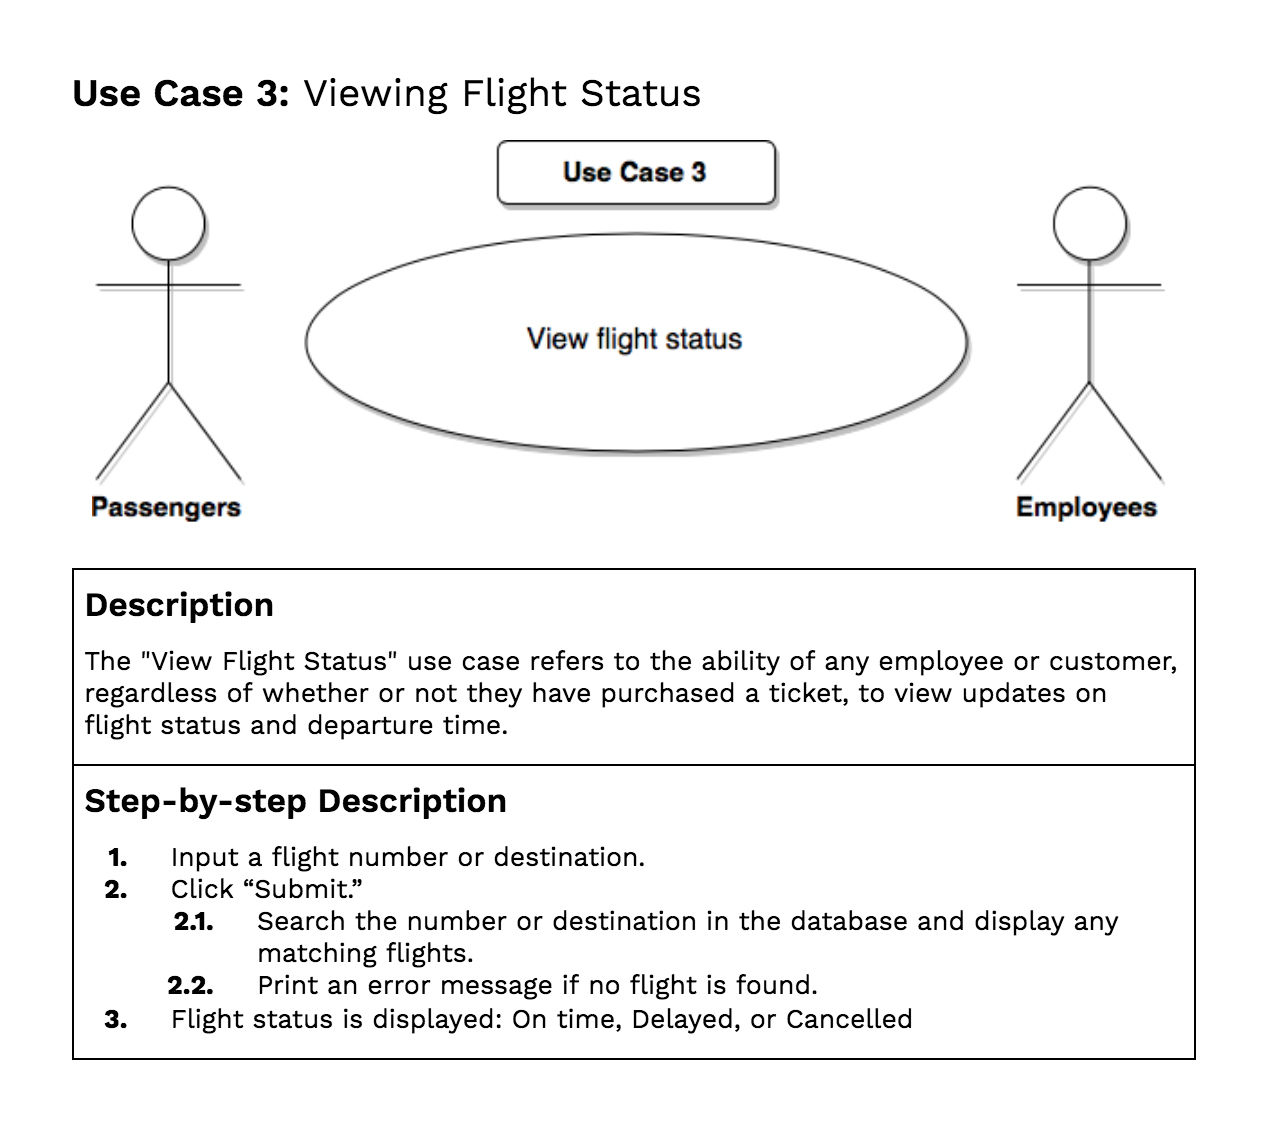 Use Case 3: Viewing Flight Status
Use Case 3
View flight status
Passengers
Employees
Description
The "View Flight Status" use case refers to the ability of any employee or customer,
regardless of whether or not they have purchased a ticket, to view updates on
flight status and departure time.
Step-by-step Description
1. Input a flight number or destination.
2. Click “Submit.”
2.1. Search the number or destination in the database and display any
matching flights.
2.2. Print an error message if no flight is found.
3. Flight status is displayed: On time, Delayed, or Cancelled